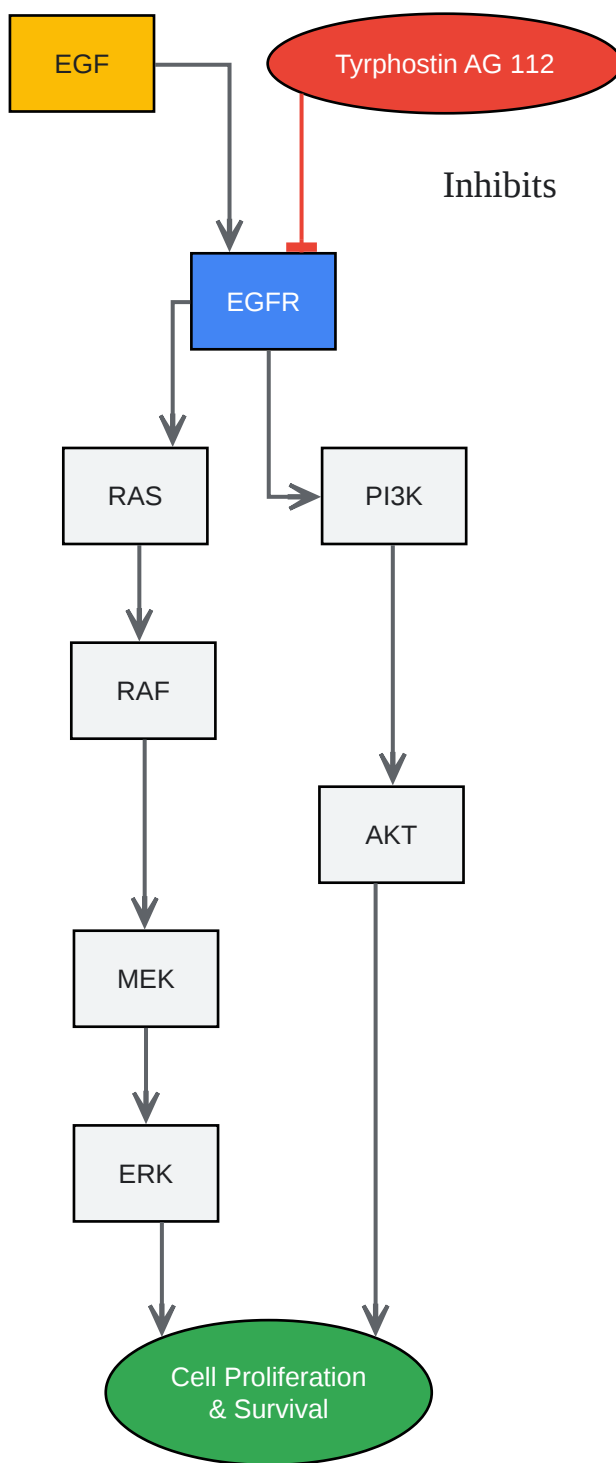 EGF
Tyrphostin AG 112
Inhibits
EGFR
RAS
PI3K
RAF
AKT
MEK
ERK
Cell Proliferation
& Survival